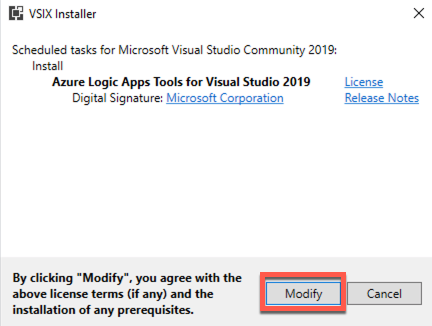 VSIX Installer
Scheduled tasks for Microsoft Visual Studio Community 2019:
Install
Azure Logic Apps Tools for Visual Studio 2019 License
Digital Signature: Microsoft Corporation Release Notes
By clicking "Modify", you agree with the
above license terms (if any) and the
installation of any prerequisites.
Modify Cancel